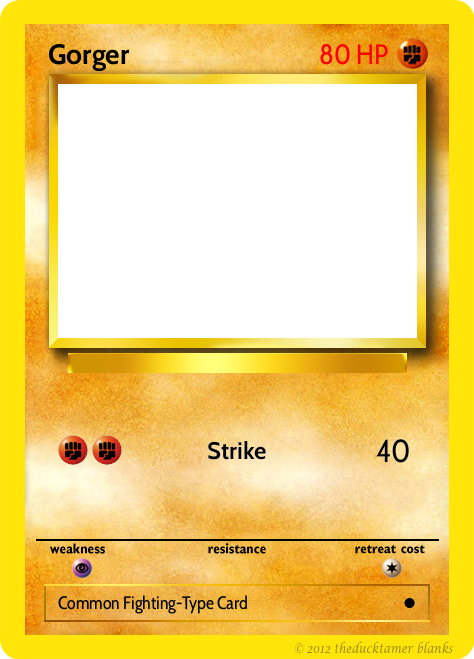 Gorger 80 HP
Strike 40
weakness resistance retreat cost
Common Fighting-Type Card
© 2012 theducktamer blanks